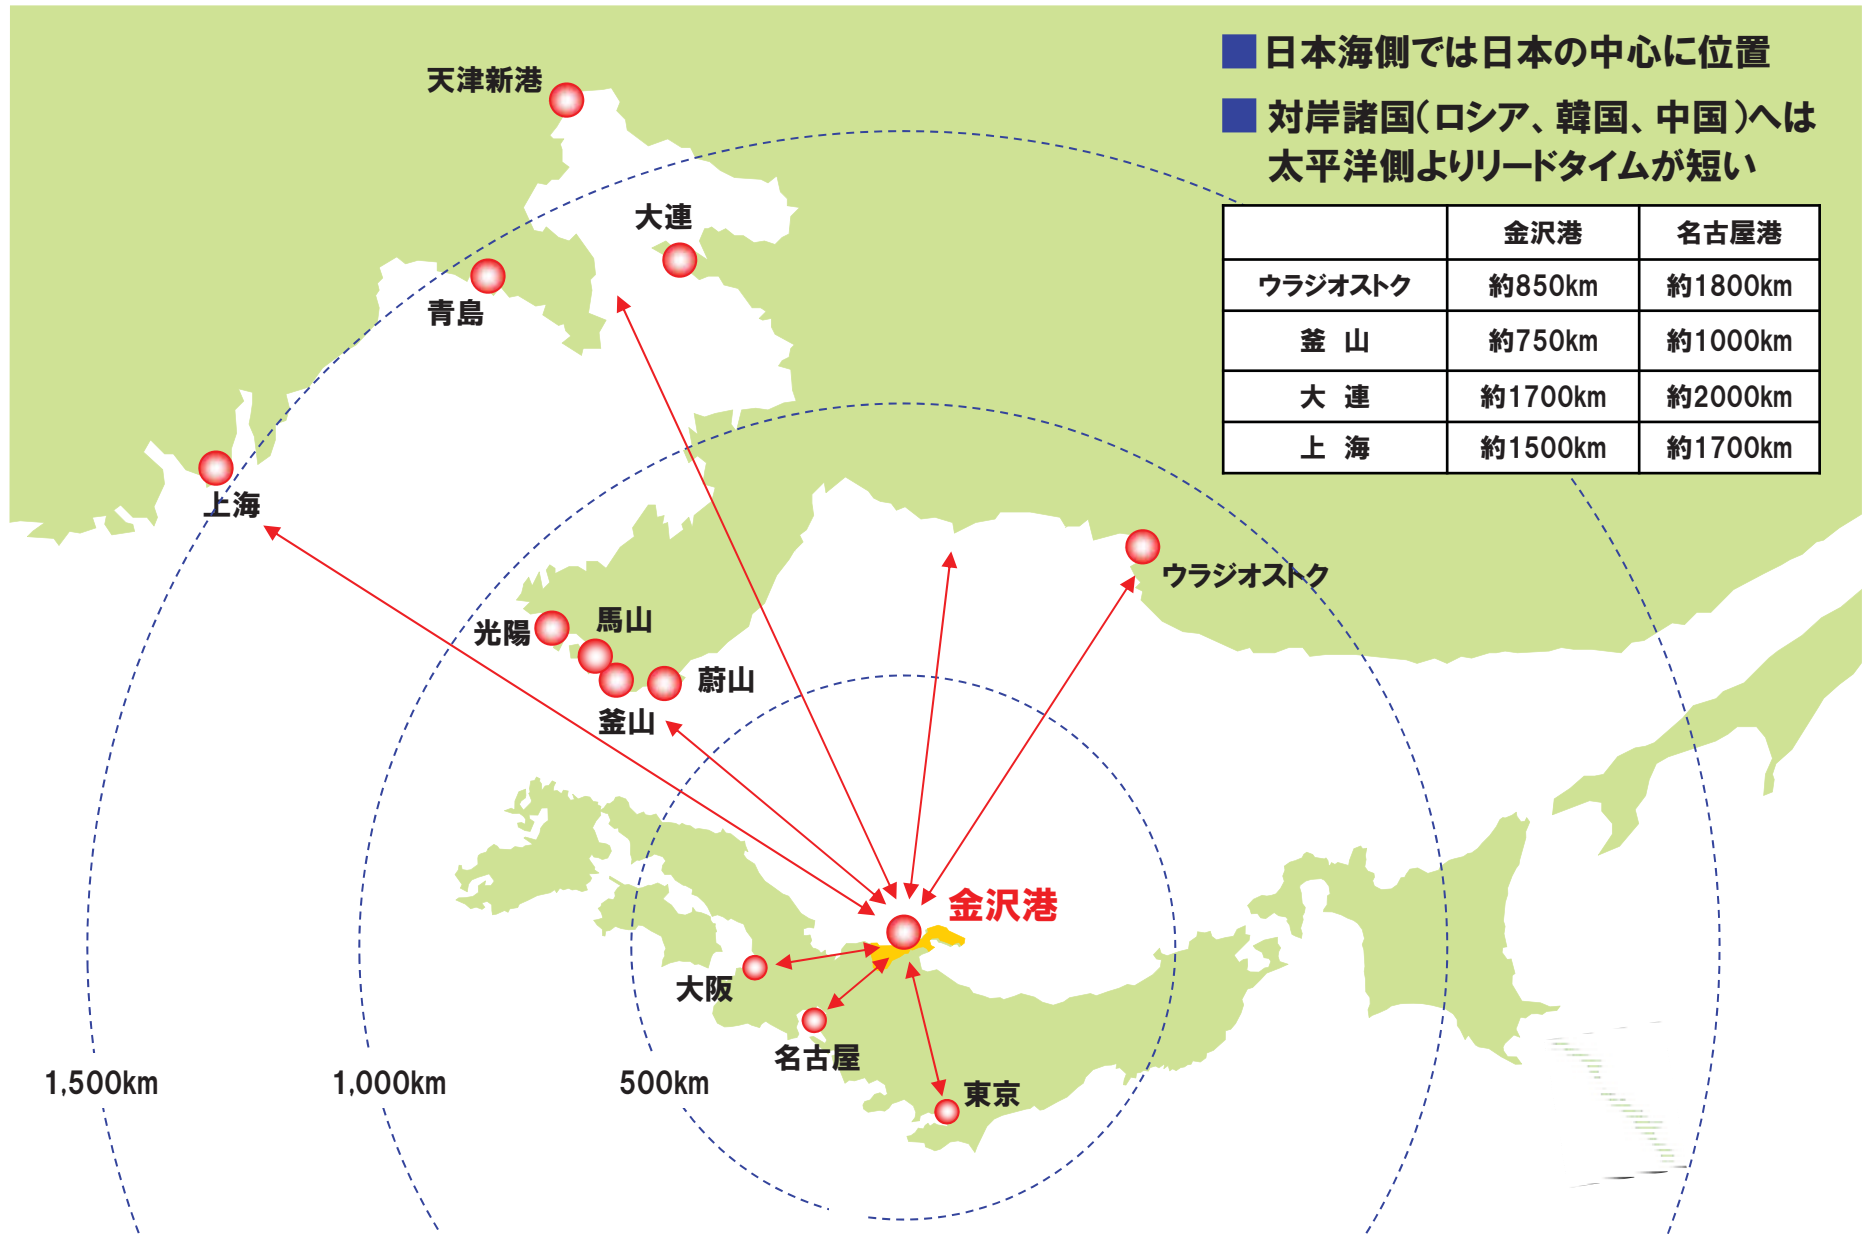 ■日本海側では日本の中心に位置
■対岸諸国(ロシア、韓国、中国)へは
太平洋側よりリードタイムが短い
金沢港 名古屋港
ウラジオストク 約850km 約1800km
釜 山 約750km 約1000km
大 連 約1700km 約2000km
上 海 約1500km 約1700km
天津新港
大連
青島
上海
ウラジオストク
光陽
馬山
蔚山
釜山
金沢港
大阪
名古屋
東京
1,500km
1,000km
500km